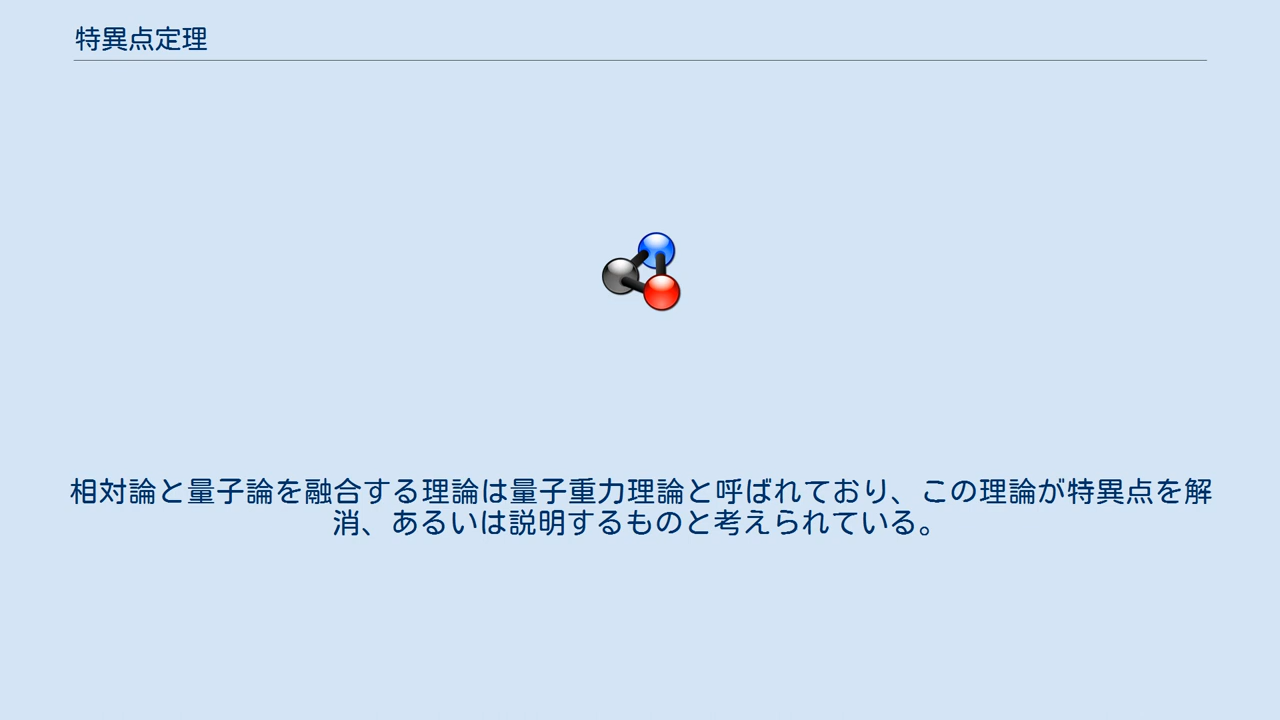 特異点定理
相対論と量子論を融合する理論は量子重力理論と呼ばれており、この理論が特異点を解
消、あるいは説明するものと考えられている。